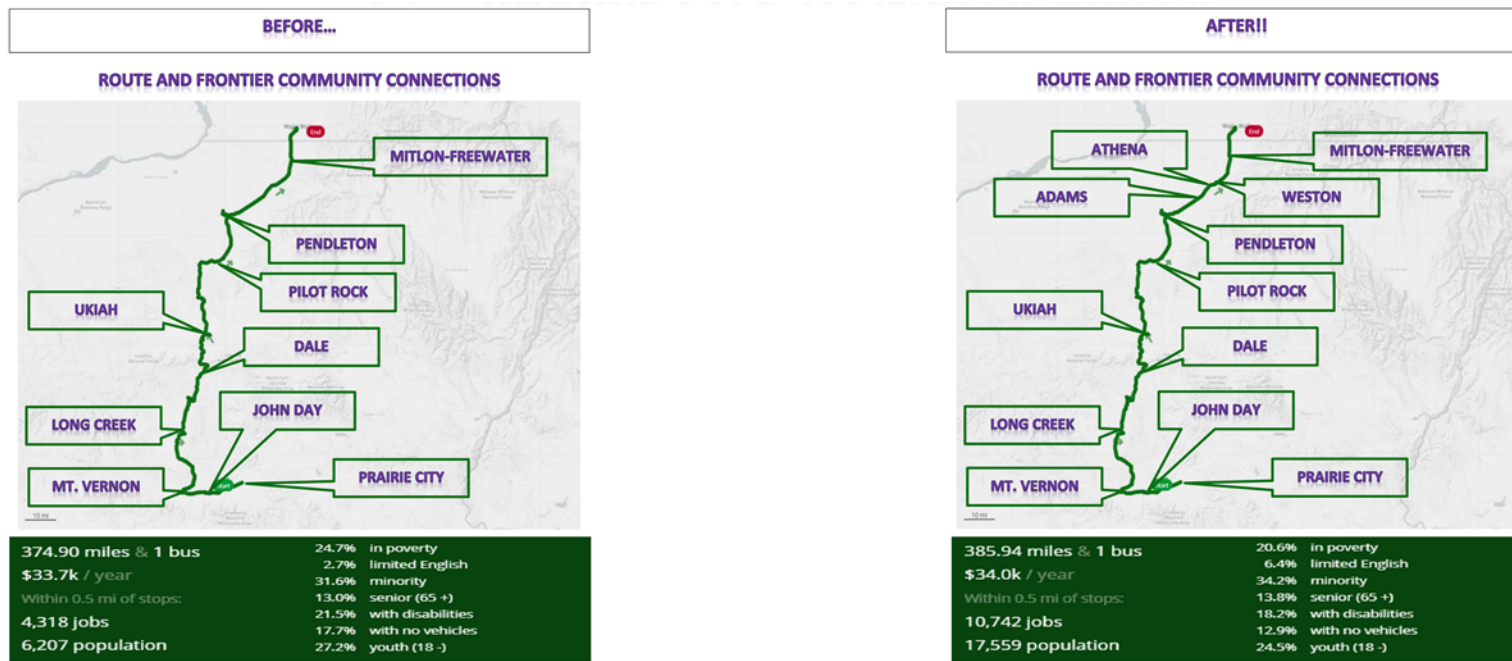 BEFORE...
ROUTE AND FRONTIER COMMUNITY CONNECTIONS
End
MITLON-FREEWATER
PENDLETON
PILOT ROCK
UKIAH
DALE
JOHN DAY
LONG CREEK
PRAIRIE CITY
MT. VERNON
10 mi
374.90 miles & 1 bus
$33.7k / year
Within 0.5 mi of stops:
4,318 jobs
6,207 population
24.7% in poverty
2.7% limited English
31.6% minority
13.0% senior (65 +)
21.5% with disabilities
17.7% with no vehicles
27.2% youth (18 -)
AFTER!!
ROUTE AND FRONTIER COMMUNITY CONNECTIONS
End
ATHENA
MITLON-FREEWATER
ADAMS
WESTON
PENDLETON
PILOT ROCK
UKIAH
DALE
JOHN DAY
LONG CREEK
PRAIRIE CITY
MT. VERNON
10 mi
385.94 miles & 1 bus
$34.0k / year
Within 0.5 mi of stops:
10,742 jobs
17,559 population
20.6% in poverty
6.4% limited English
34.2% minority
13.8% senior (65 +)
18.2% with disabilities
12.9% with no vehicles
24.5% youth (18 -)